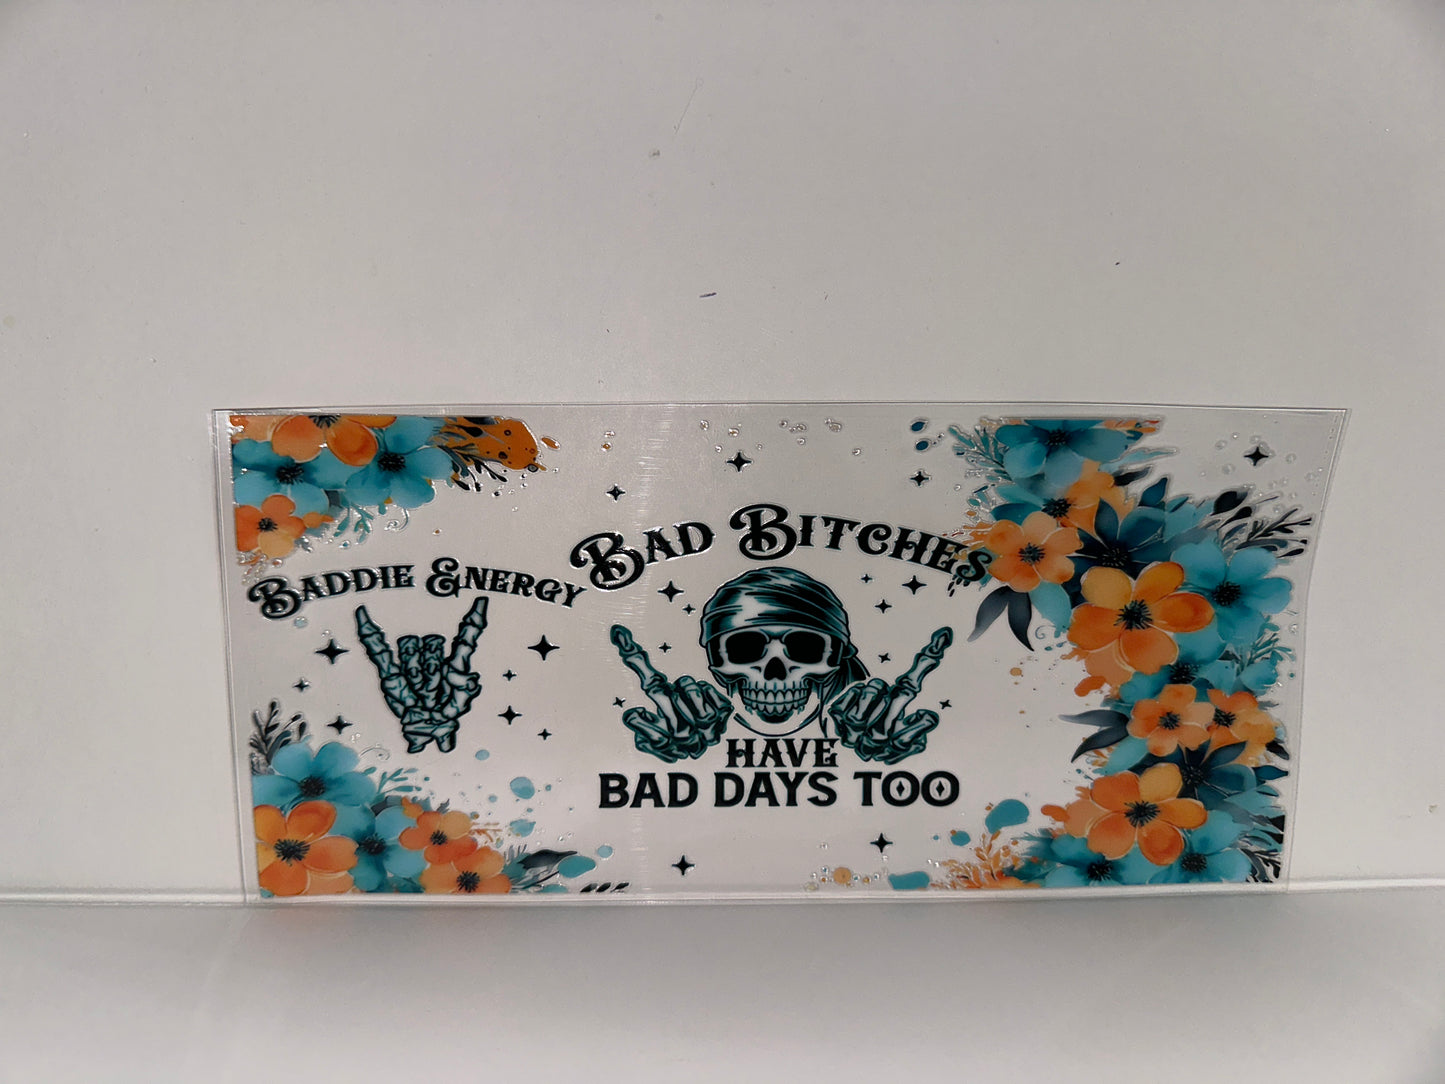 Baddie Energy
Bad Bitches
HAVE
BAD DAYS TOO